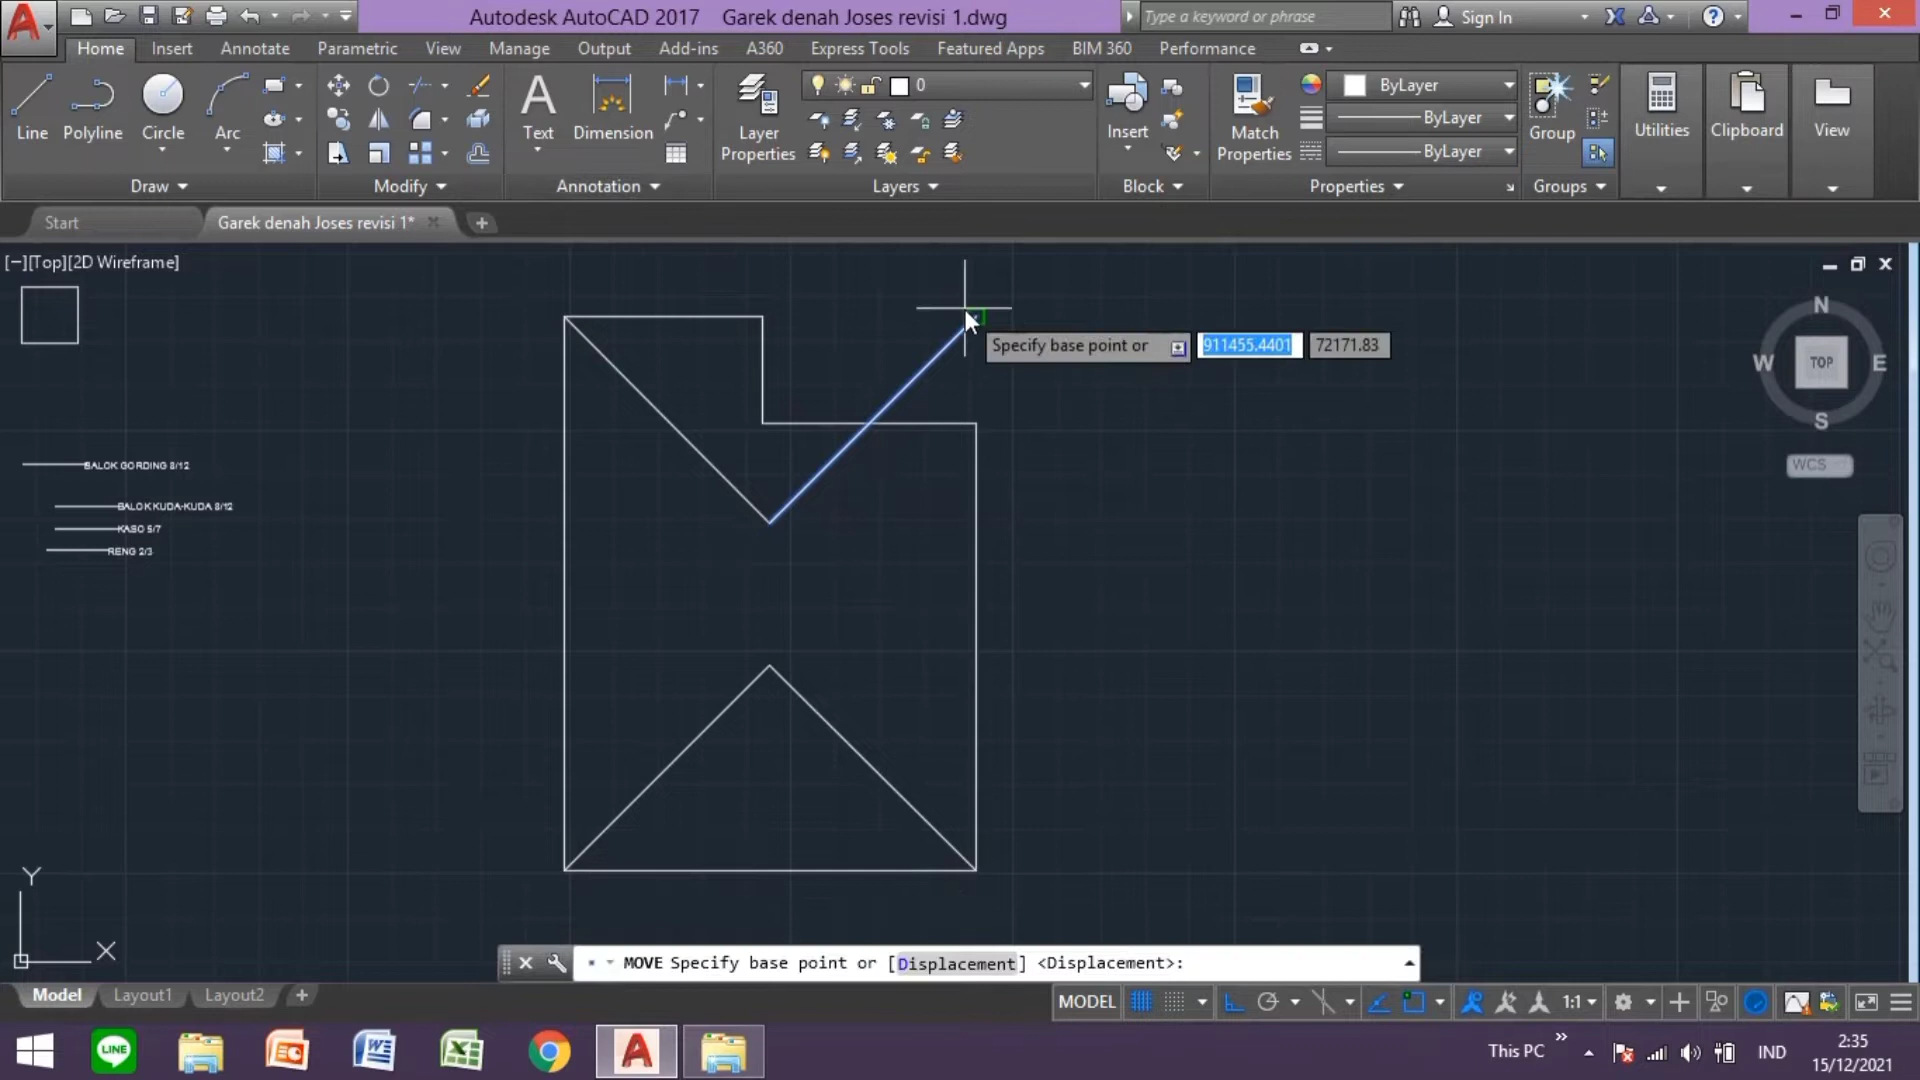 Autodesk AutoCAD 2017 Garek denah Joses revisi 1.dwg
Type a keyword or phrase
Sign In
Home Insert Annotate Parametric View Manage Output Add-ins A360 Express Tools Featured Apps BIM 360 Performance
0
ByLayer
ByLayer
ByLayer
Line Polyline Circle Arc
Text Dimension
Layer Properties
Insert
Match Properties
Group
Utilities
Clipboard
View
Draw Modify Annotation Layers Block Properties Groups
Start
Garek denah Joses revisi 1*
[−][Top][2D Wireframe]
N
W TOP E
S
WCS
Specify base point or 911455.4401 72171.83
BALOK GORDING 8/12
BALOK KUDA-KUDA 8/12
KASO 5/7
RENG 2/3
Y
X
MOVE Specify base point or [Displacement] <Displacement>:
Model Layout1 Layout2
MODEL
1:1
LINE
This PC
IND
2:35
15/12/2021